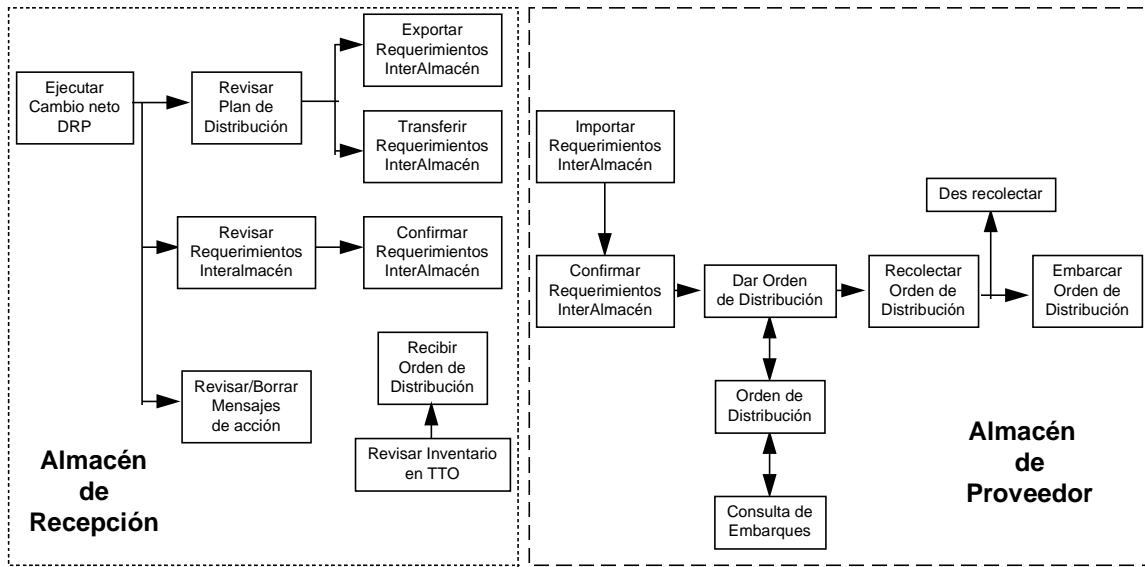 Exportar
Requerimientos
InterAlmacén
Ejecutar
Cambio neto
DRP
Revisar
Plan de
Distribución
Transferir
Requerimientos
InterAlmacén
Revisar
Requerimientos
Interalmacén
Confirmar
Requerimientos
InterAlmacén
Recibir
Orden de
Distribución
Revisar/Borrar
Mensajes
de acción
Revisar Inventario
en TTO
Almacén
de
Recepción
Importar
Requerimientos
InterAlmacén
Des recolectar
Confirmar
Requerimientos
InterAlmacén
Dar Orden
de Distribución
Recolectar
Orden de
Distribución
Embarcar
Orden de
Distribución
Orden de
Distribución
Consulta de
Embarques
Almacén
de
Proveedor